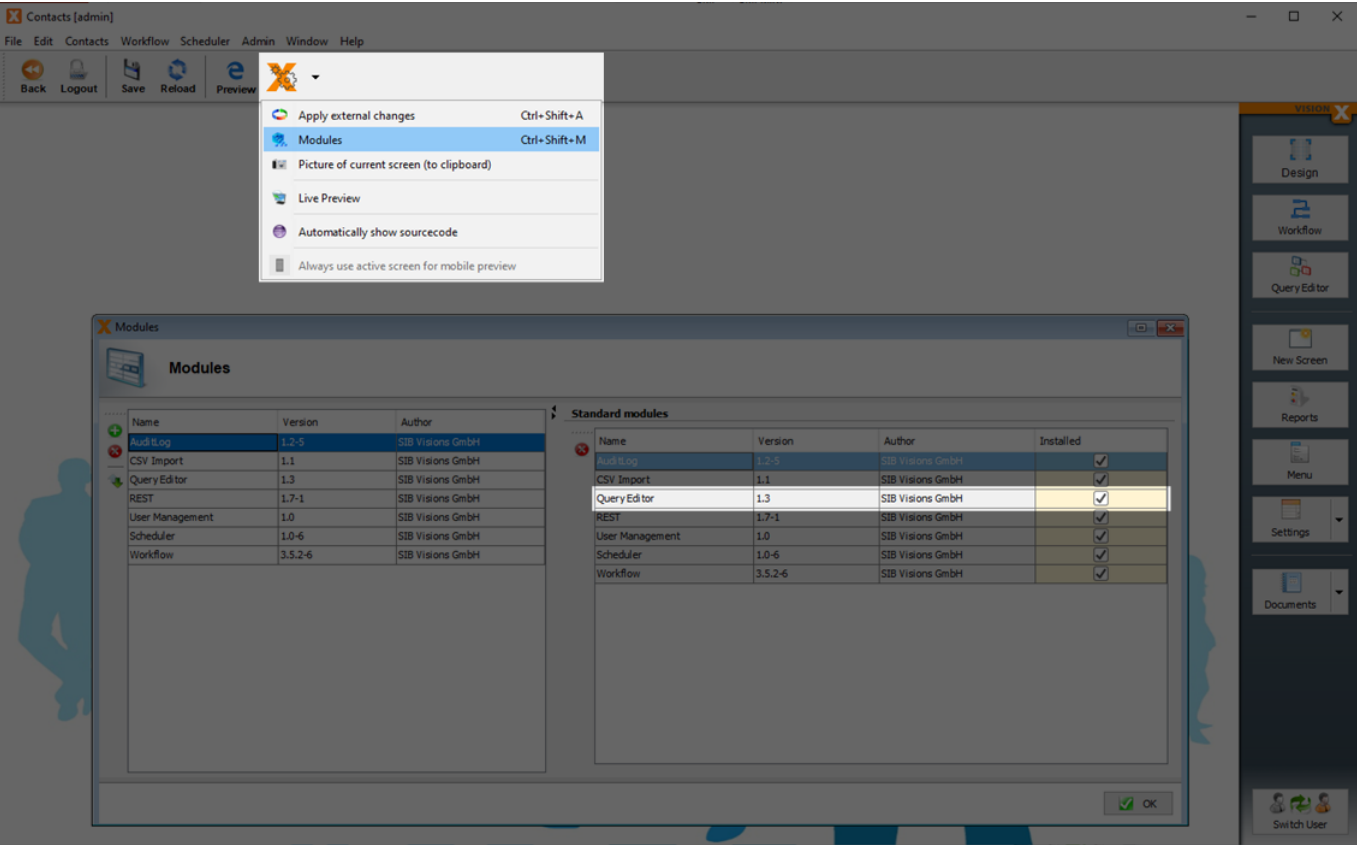 Contacts [admin]
File Edit Contacts Workflow Scheduler Admin Window Help
Back Logout Save Reload Preview
Apply external changes Ctrl+Shift+A
Modules Ctrl+Shift+M
Picture of current screen (to clipboard)
Live Preview
Automatically show sourcecode
Always use active screen for mobile preview
VISION X
Design
Workflow
Query Editor
New Screen
Reports
Menu
Settings
Documents
Switch User
Modules
Modules
Name Version Author
AuditLog 1.2-5 SIB Visions GmbH
CSV Import 1.1 SIB Visions GmbH
Query Editor 1.3 SIB Visions GmbH
REST 1.7-1 SIB Visions GmbH
User Management 1.0 SIB Visions GmbH
Scheduler 1.0-6 SIB Visions GmbH
Workflow 3.5.2-6 SIB Visions GmbH
Standard modules
Name Version Author Installed
AuditLog 1.2-5 SIB Visions GmbH
CSV Import 1.1 SIB Visions GmbH
Query Editor 1.3 SIB Visions GmbH
REST 1.7-1 SIB Visions GmbH
User Management 1.0 SIB Visions GmbH
Scheduler 1.0-6 SIB Visions GmbH
Workflow 3.5.2-6 SIB Visions GmbH
OK